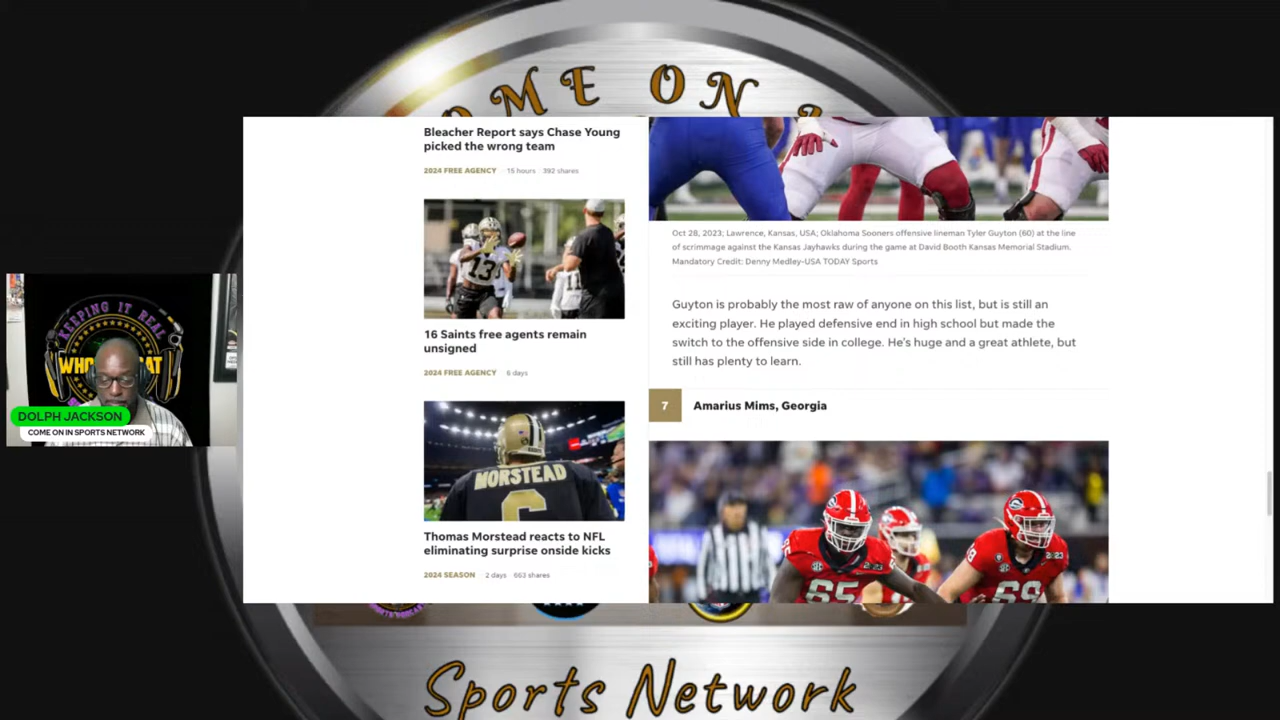 OME ON
Bleacher Report says Chase Young
picked the wrong team
2024 FREE AGENCY 15 hours 392 shares
13
16 Saints free agents remain
unsigned
2024 FREE AGENCY 6 days
MORSTEAD
6
Thomas Morstead reacts to NFL
eliminating surprise onside kicks
2024 SEASON 2 days 663 shares
Oct 28, 2023; Lawrence, Kansas, USA; Oklahoma Sooners offensive lineman Tyler Guyton (60) at the line
of scrimmage against the Kansas Jayhawks during the game at David Booth Kansas Memorial Stadium.
Mandatory Credit: Denny Medley-USA TODAY Sports
Guyton is probably the most raw of anyone on this list, but is still an
exciting player. He played defensive end in high school but made the
switch to the offensive side in college. He's huge and a great athlete, but
still has plenty to learn.
7 Amarius Mims, Georgia
65
69
KEEPING IT REAL
DOLPH JACKSON
COME ON IN SPORTS NETWORK
Sports Network